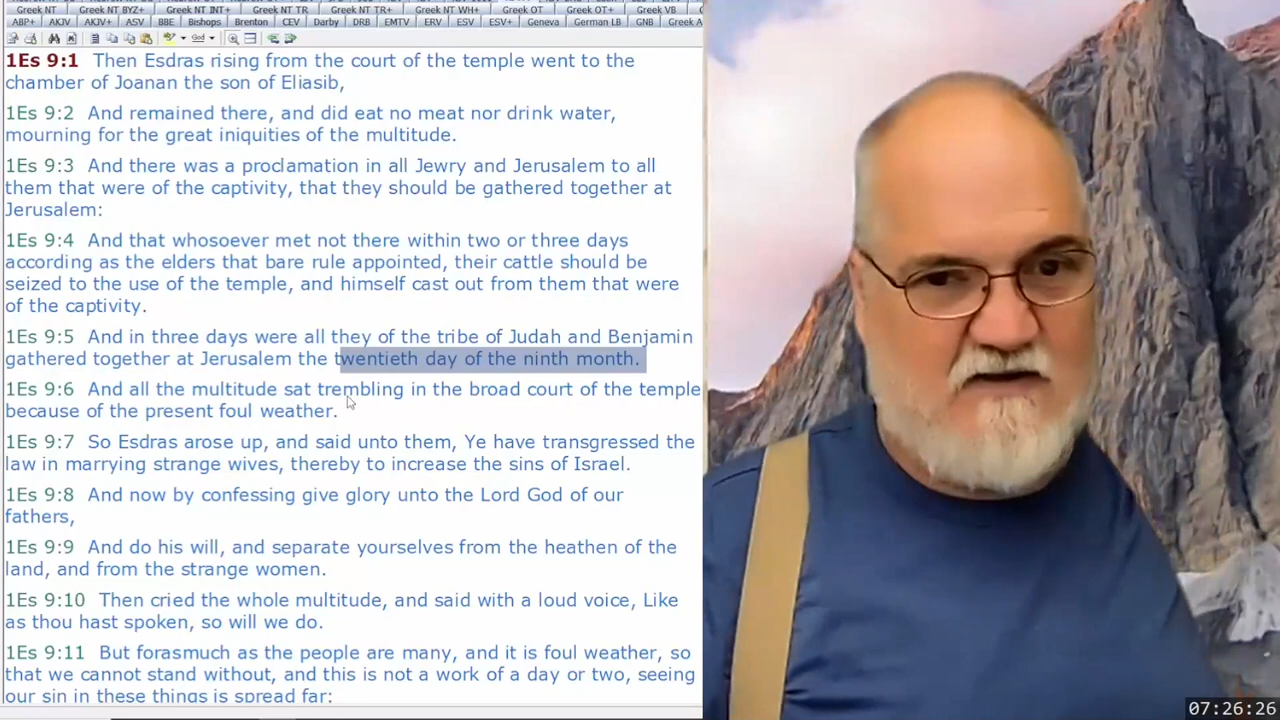 Greek NT Greek NT BYZ+ Greek NT INT+ Greek NT TR Greek NT TR+ Greek NT WH+ Greek OT Greek OT+ Greek VB
ABP+ AKJV AKJV+ ASV BBE Bishops Brenton CEV Darby DRB EMTV ERV ESV ESV+ Geneva German LB GNB Greek A
1Es 9:1 Then Esdras rising from the court of the temple went to the
chamber of Joanan the son of Eliasib,
1Es 9:2 And remained there, and did eat no meat nor drink water,
mourning for the great iniquities of the multitude.
1Es 9:3 And there was a proclamation in all Jewry and Jerusalem to all
them that were of the captivity, that they should be gathered together at
Jerusalem:
1Es 9:4 And that whosoever met not there within two or three days
according as the elders that bare rule appointed, their cattle should be
seized to the use of the temple, and himself cast out from them that were
of the captivity.
1Es 9:5 And in three days were all they of the tribe of Judah and Benjamin
gathered together at Jerusalem the twentieth day of the ninth month.
1Es 9:6 And all the multitude sat trembling in the broad court of the temple
because of the present foul weather.
1Es 9:7 So Esdras arose up, and said unto them, Ye have transgressed the
law in marrying strange wives, thereby to increase the sins of Israel.
1Es 9:8 And now by confessing give glory unto the Lord God of our
fathers,
1Es 9:9 And do his will, and separate yourselves from the heathen of the
land, and from the strange women.
1Es 9:10 Then cried the whole multitude, and said with a loud voice, Like
as thou hast spoken, so will we do.
1Es 9:11 But forasmuch as the people are many, and it is foul weather, so
that we cannot stand without, and this is not a work of a day or two, seeing
our sin in these things is spread far:
07:26:26